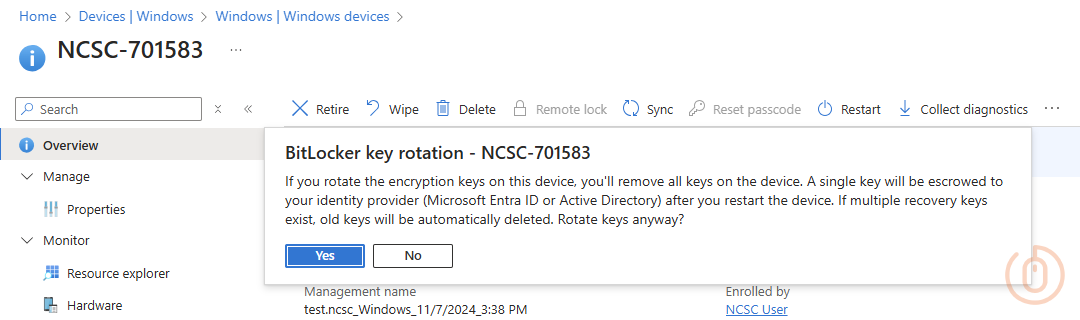 Home > Devices | Windows > Windows | Windows devices >
NCSC-701583 ...
Search
Retire Wipe Delete Remote lock Sync Reset passcode Restart Collect diagnostics ...
Overview
Manage
Properties
Monitor
Resource explorer
Hardware
BitLocker key rotation - NCSC-701583
If you rotate the encryption keys on this device, you'll remove all keys on the device. A single key will be escrowed to
your identity provider (Microsoft Entra ID or Active Directory) after you restart the device. If multiple recovery keys
exist, old keys will be automatically deleted. Rotate keys anyway?
Yes No
Management name Enrolled by
test.ncsc_Windows_11/7/2024_3:38 PM NCSC User